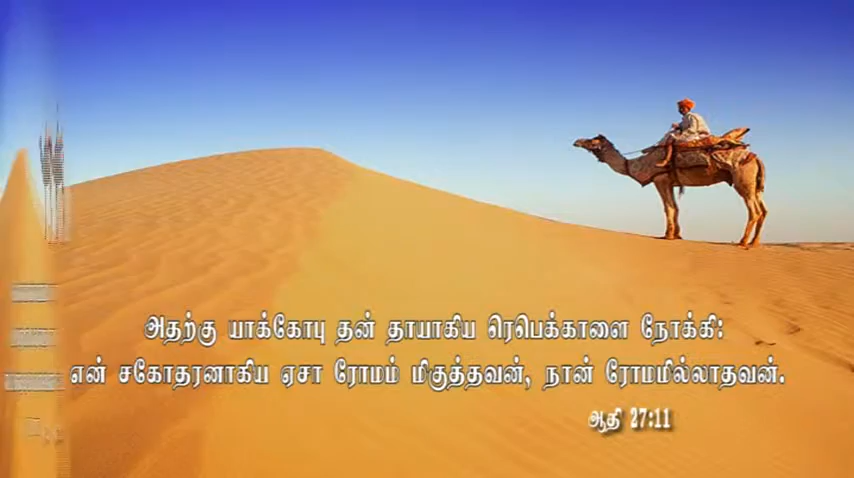 அதற்கு யாக்கோபு தன் தாயாகிய ரெபெக்காளை நோக்கி:
என் சகோதரனாகிய ஏசா ரோமம் மிகுத்தவன், நான் ரோமமில்லாதவன்.
ஆதி 27:11